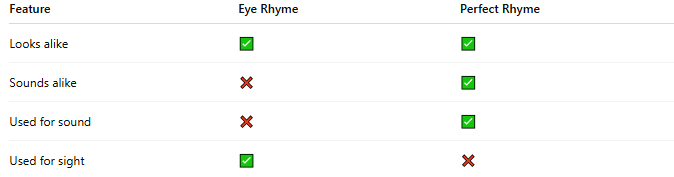 Feature Eye Rhyme Perfect Rhyme
Looks alike ✅ ✅
Sounds alike ❌ ✅
Used for sound ❌ ✅
Used for sight ✅ ❌